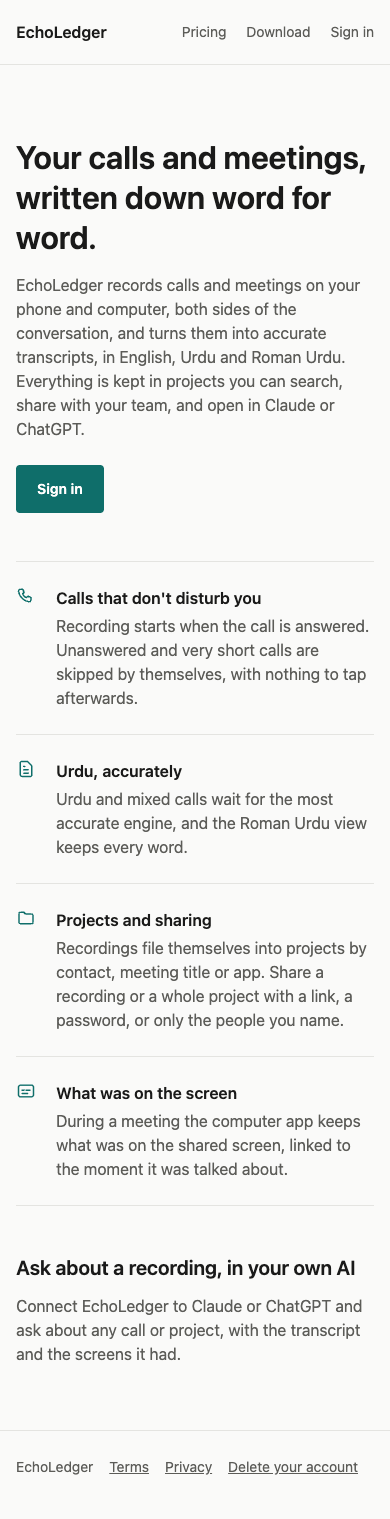 EchoLedger
Pricing
Download
Sign in
Your calls and meetings,
written down word for
word.
EchoLedger records calls and meetings on your
phone and computer, both sides of the
conversation, and turns them into accurate
transcripts, in English, Urdu and Roman Urdu.
Everything is kept in projects you can search,
share with your team, and open in Claude or
ChatGPT.
Sign in
Calls that don't disturb you
Recording starts when the call is answered.
Unanswered and very short calls are
skipped by themselves, with nothing to tap
afterwards.
Urdu, accurately
Urdu and mixed calls wait for the most
accurate engine, and the Roman Urdu view
keeps every word.
Projects and sharing
Recordings file themselves into projects by
contact, meeting title or app. Share a
recording or a whole project with a link, a
password, or only the people you name.
What was on the screen
During a meeting the computer app keeps
what was on the shared screen, linked to
the moment it was talked about.
Ask about a recording, in your own AI
Connect EchoLedger to Claude or ChatGPT and
ask about any call or project, with the transcript
and the screens it had.
EchoLedger
Terms
Privacy
Delete your account